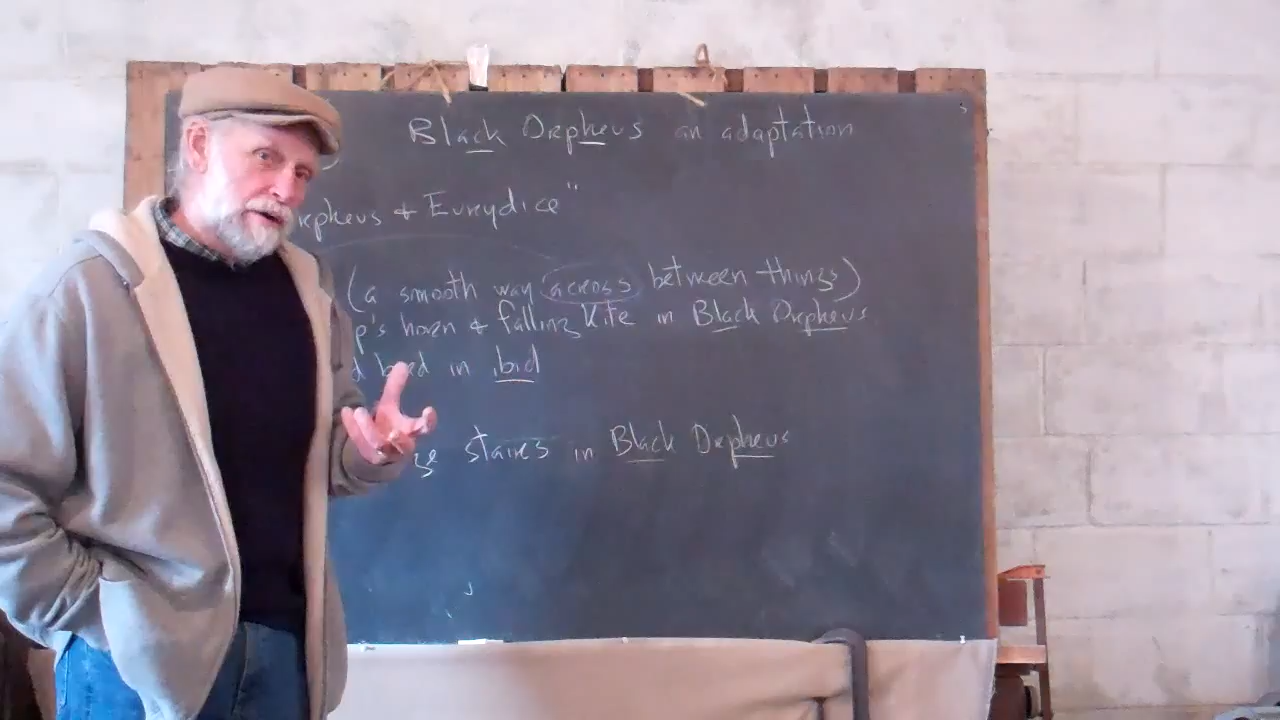 Black Orpheus an adaptation
rpheus + Eurydice"
(a smooth way across between things)
p's horn & falling kite in Black Orpheus
d in ibid
ge stairs in Black Orpheus